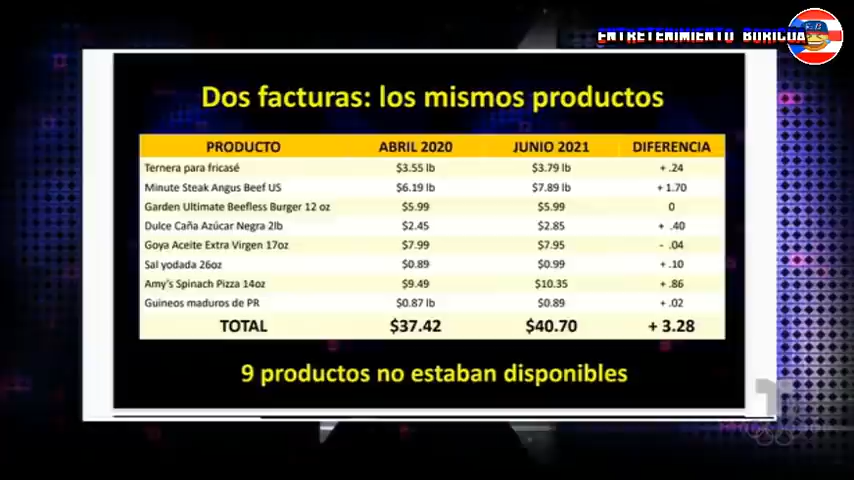 ENTRETENIMIENTO BORICUA
Dos facturas: los mismos productos
PRODUCTO ABRIL 2020 JUNIO 2021 DIFERENCIA
Ternera para fricasé $3.55 lb $3.79 lb + .24
Minute Steak Angus Beef US $6.19 lb $7.89 lb + 1.70
Garden Ultimate Beefless Burger 12 oz $5.99 $5.99 0
Dulce Caña Azúcar Negra 2lb $2.45 $2.85 + .40
Goya Aceite Extra Virgen 17oz $7.99 $7.95 - .04
Sal yodada 26oz $0.89 $0.99 + .10
Amy's Spinach Pizza 14oz $9.49 $10.35 + .86
Guineos maduros de PR $0.87 lb $0.89 + .02
TOTAL $37.42 $40.70 + 3.28
9 productos no estaban disponibles